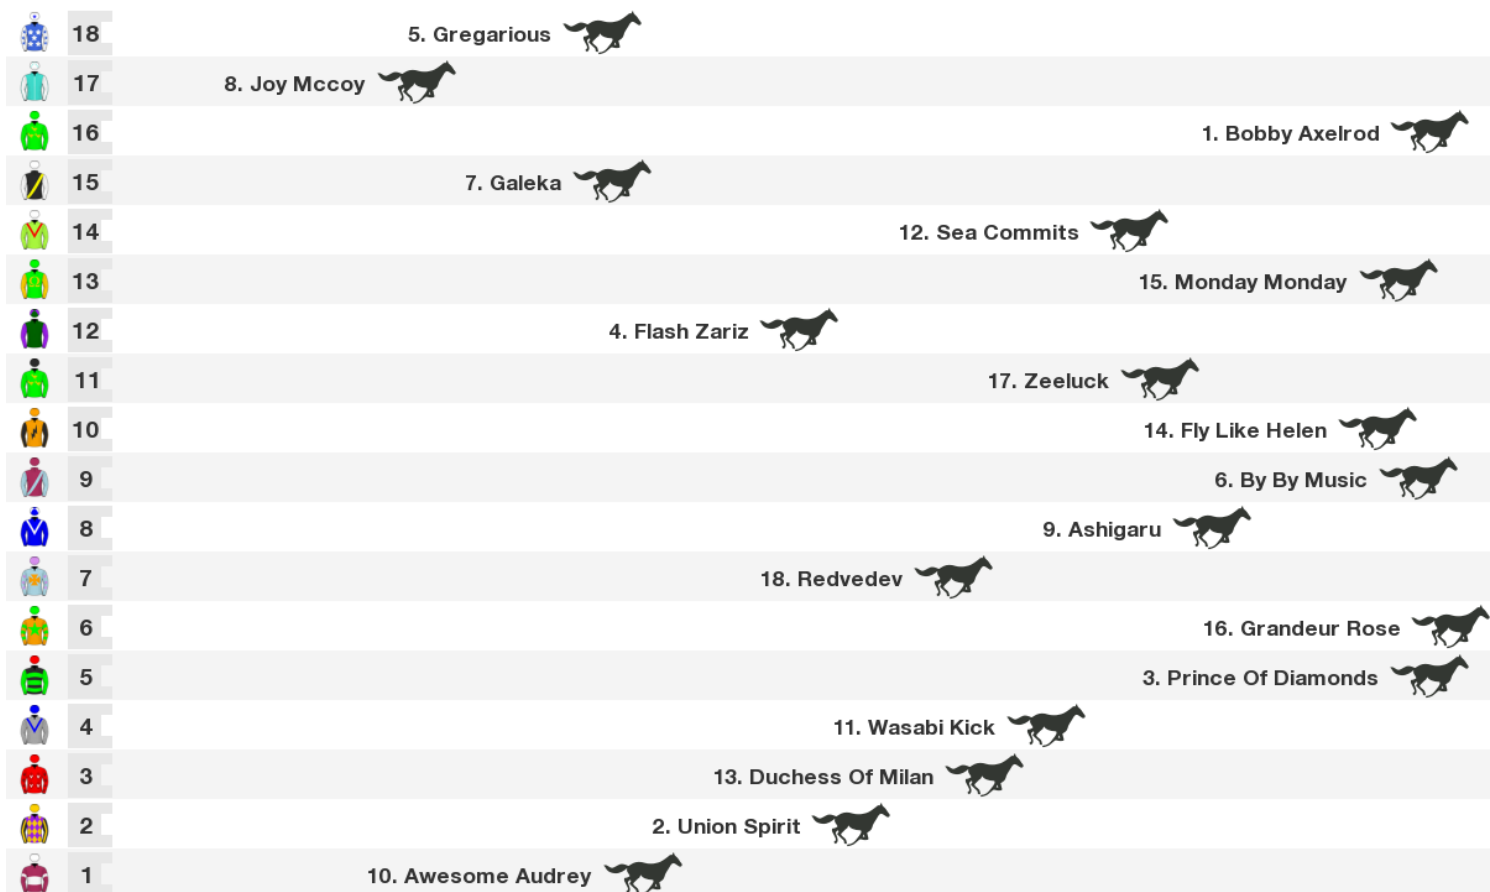 18 5. Gregarious
17 8. Joy Mccoy
16 1. Bobby Axelrod
15 7. Galeka
14 12. Sea Commits
13 15. Monday Monday
12 4. Flash Zariz
11 17. Zeeluck
10 14. Fly Like Helen
9 6. By By Music
8 9. Ashigaru
7 18. Redvedev
6 16. Grandeur Rose
5 3. Prince Of Diamonds
4 11. Wasabi Kick
3 13. Duchess Of Milan
2 2. Union Spirit
1 10. Awesome Audrey